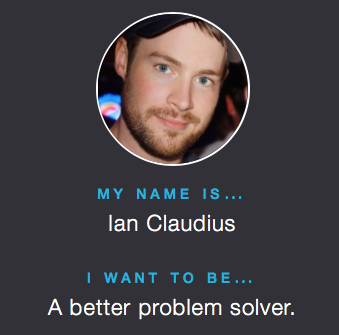 MY NAME IS...
Ian Claudius
I WANT TO BE...
A better problem solver.